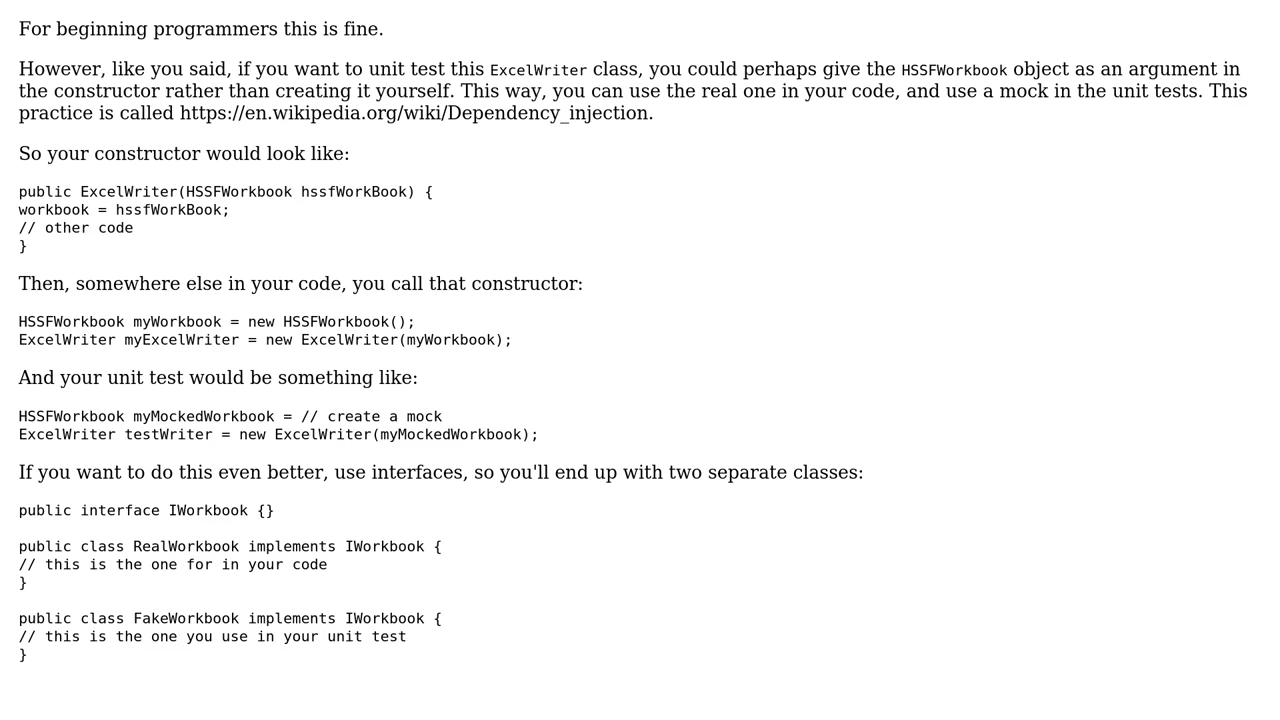 For beginning programmers this is fine.
However, like you said, if you want to unit test this ExcelWriter class, you could perhaps give the HSSFWorkbook object as an argument in
the constructor rather than creating it yourself. This way, you can use the real one in your code, and use a mock in the unit tests. This
practice is called https://en.wikipedia.org/wiki/Dependency_injection.
So your constructor would look like:
public ExcelWriter(HSSFWorkbook hssfWorkBook) {
workbook = hssfWorkBook;
// other code
}
Then, somewhere else in your code, you call that constructor:
HSSFWorkbook myWorkbook = new HSSFWorkbook();
ExcelWriter myExcelWriter = new ExcelWriter(myWorkbook);
And your unit test would be something like:
HSSFWorkbook myMockedWorkbook = // create a mock
ExcelWriter testWriter = new ExcelWriter(myMockedWorkbook);
If you want to do this even better, use interfaces, so you'll end up with two separate classes:
public interface IWorkbook {}
public class RealWorkbook implements IWorkbook {
// this is the one for in your code
}
public class FakeWorkbook implements IWorkbook {
// this is the one you use in your unit test
}